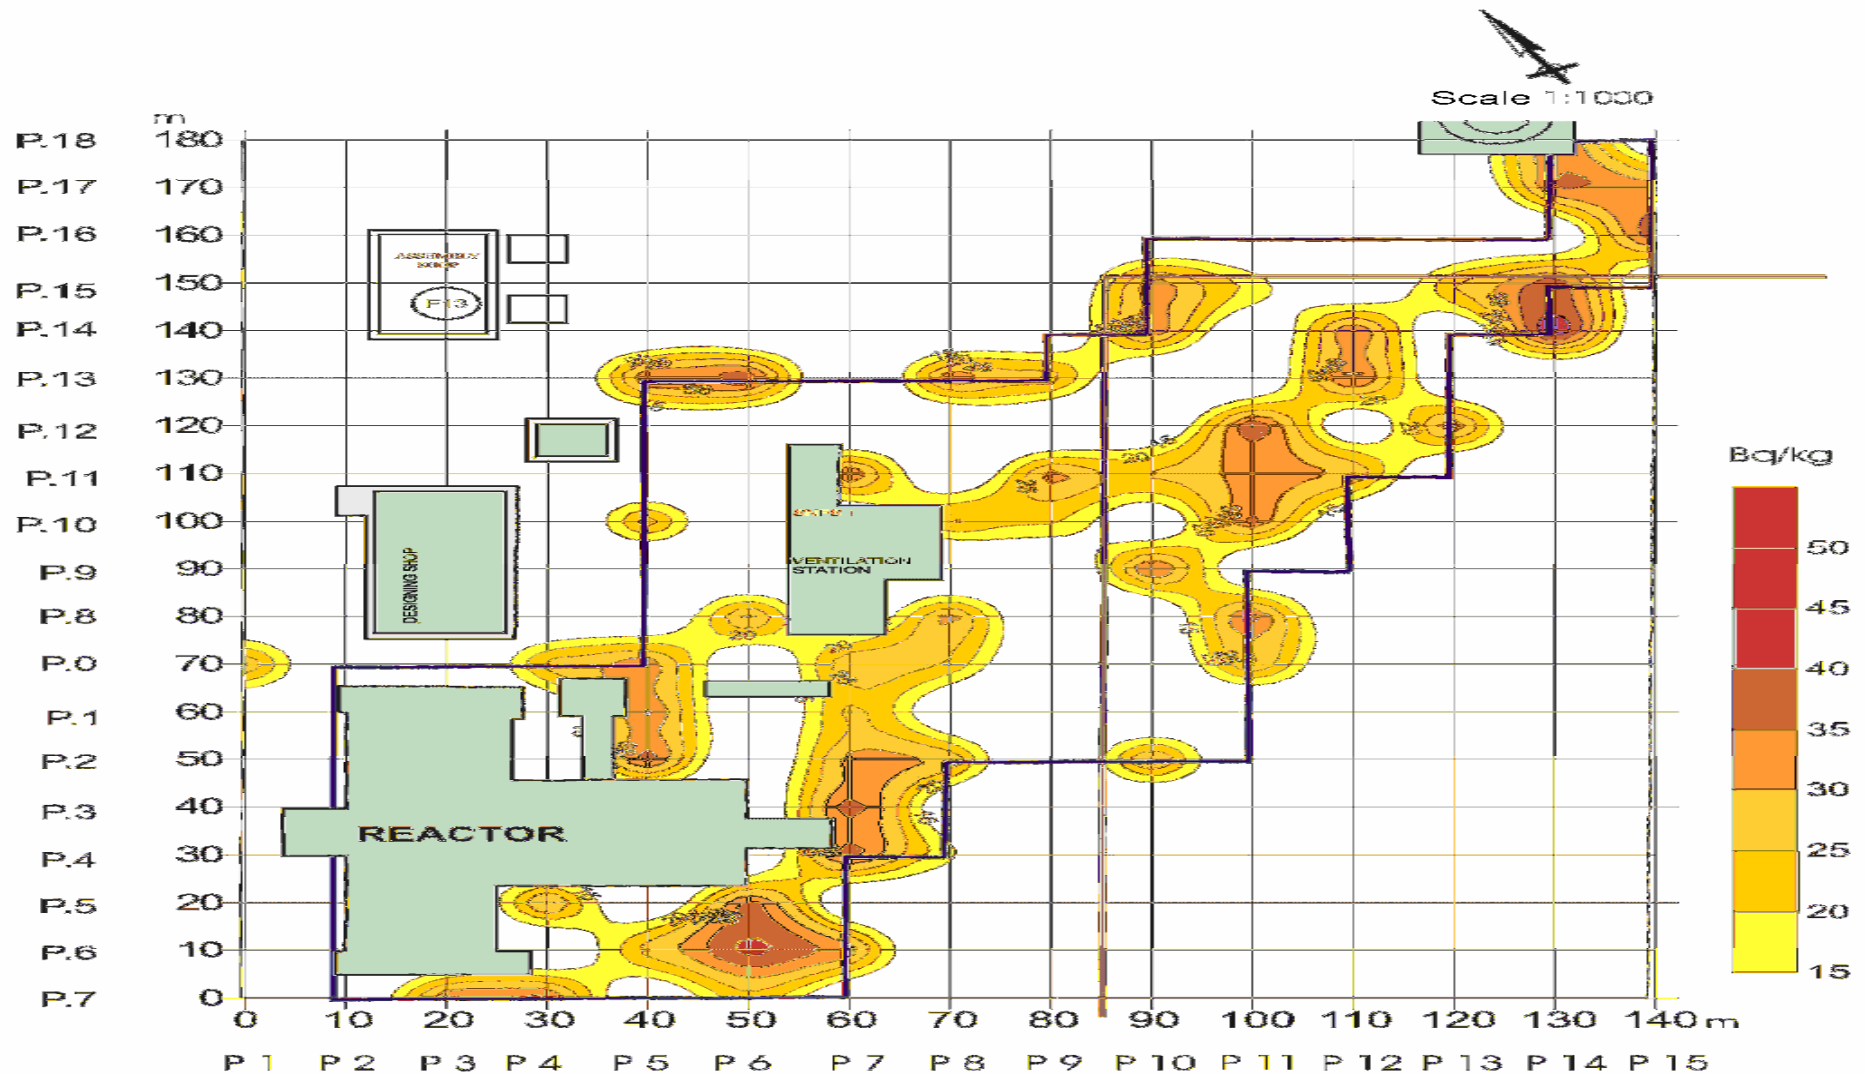 Scale 1:1000
m
P.18 180
P.17 170
P.16 160
P.15 150
P.14 140
P.13 130
P.12 120
P.11 110
P.10 100
P.9 90
P.8 80
P.0 70
P.1 60
P.2 50
P.3 40
P.4 30
P.5 20
P.6 10
P.7 0
ASSEMBLY
SHOP
F13
DESIGNING SHOP
VENTILATION
STATION
REACTOR
Bq/kg
50
45
40
35
30
25
20
15
0 10 20 30 40 50 60 70 80 90 100 110 120 130 140 m
P 1 P 2 P 3 P 4 P 5 P 6 P 7 P 8 P 9 P 10 P 11 P 12 P 13 P 14 P 15